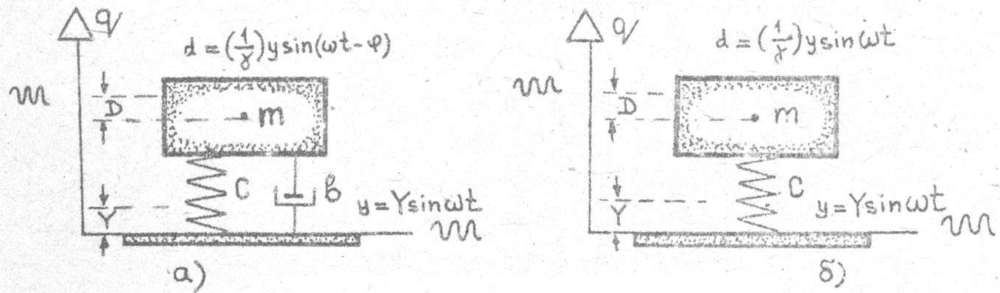 q
d = (1/γ) y sin(ωt - φ)
D
m
C
B
Y
y = Y sin ωt
а)
q
d = (1/γ) y sin ωt
D
m
C
Y
y = Y sin ωt
б)